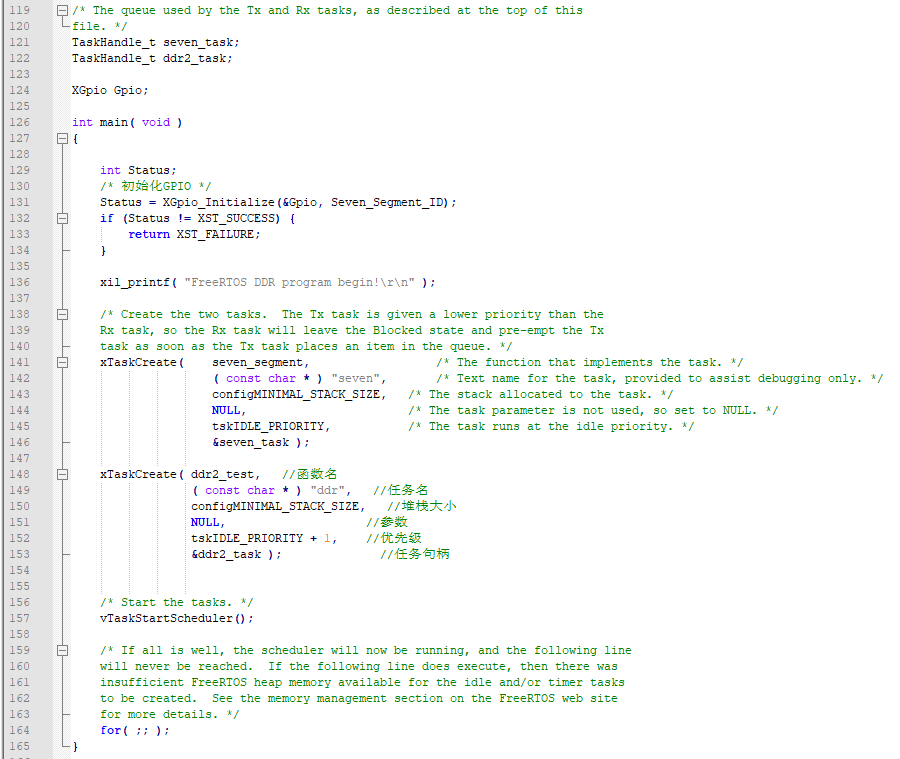 119 /* The queue used by the Tx and Rx tasks, as described at the top of this
120 file. */
121 TaskHandle_t seven_task;
122 TaskHandle_t ddr2_task;
123
124 XGpio Gpio;
125
126 int main( void )
127 {
128
129 int Status;
130 /* 初始化GPIO */
131 Status = XGpio_Initialize(&Gpio, Seven_Segment_ID);
132 if (Status != XST_SUCCESS) {
133 return XST_FAILURE;
134 }
135
136 xil_printf( "FreeRTOS DDR program begin!\r\n" );
137
138 /* Create the two tasks.  The Tx task is given a lower priority than the
139 Rx task, so the Rx task will leave the Blocked state and pre-empt the Tx
140 task as soon as the Tx task places an item in the queue. */
141 xTaskCreate( seven_segment, /* The function that implements the task. */
142 ( const char * ) "seven", /* Text name for the task, provided to assist debugging only. */
143 configMINIMAL_STACK_SIZE, /* The stack allocated to the task. */
144 NULL, /* The task parameter is not used, so set to NULL. */
145 tskIDLE_PRIORITY, /* The task runs at the idle priority. */
146 &seven_task );
147
148 xTaskCreate( ddr2_test, //函数名
149 ( const char * ) "ddr", //任务名
150 configMINIMAL_STACK_SIZE, //堆栈大小
151 NULL, //参数
152 tskIDLE_PRIORITY + 1, //优先级
153 &ddr2_task ); //任务句柄
154
155
156 /* Start the tasks. */
157 vTaskStartScheduler();
158
159 /* If all is well, the scheduler will now be running, and the following line
160 will never be reached.  If the following line does execute, then there was
161 insufficient FreeRTOS heap memory available for the idle and/or timer tasks
162 to be created.  See the memory management section on the FreeRTOS web site
163 for more details. */
164 for( ;; );
165 }